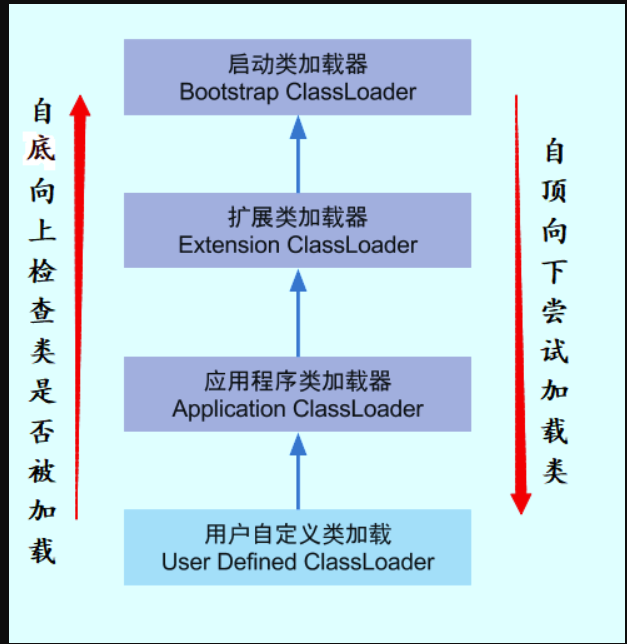 启动类加载器
Bootstrap ClassLoader
自底向上检查类是否被加载
扩展类加载器
Extension ClassLoader
自顶向下尝试加载类
应用程序类加载器
Application ClassLoader
用户自定义类加载
User Defined ClassLoader